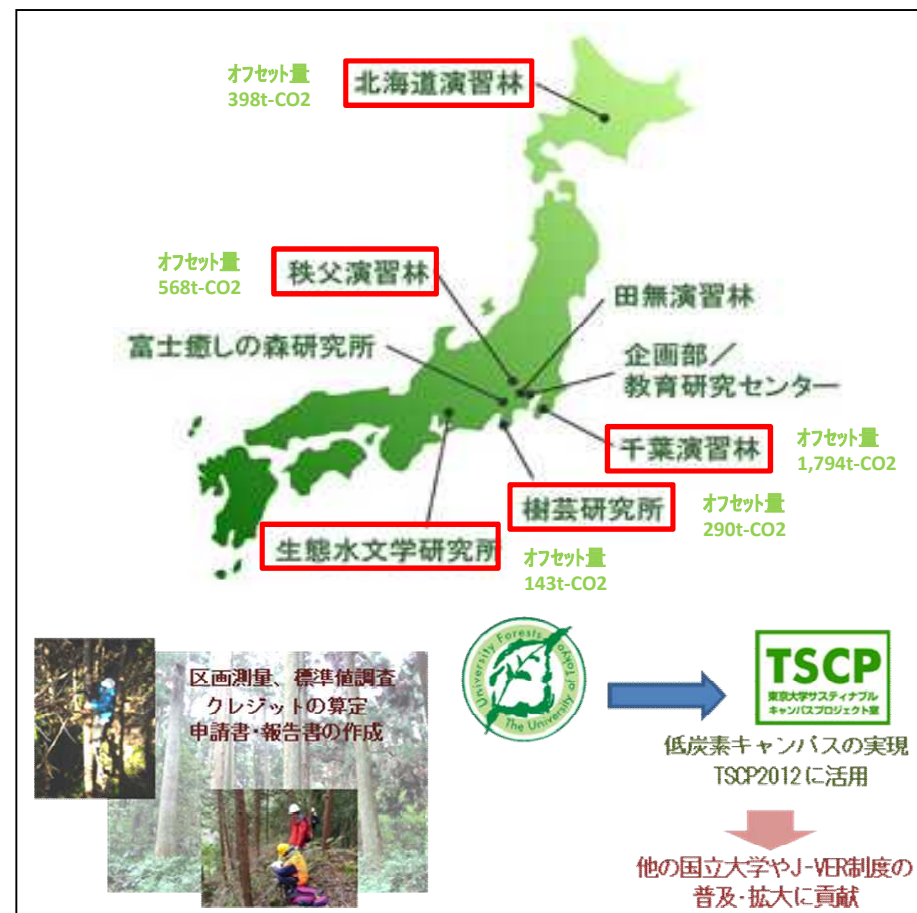 オフセット量
398t-CO2
北海道演習林
オフセット量
568t-CO2
秩父演習林
田無演習林
富士癒しの森研究所
企画部／
教育研究センター
千葉演習林
オフセット量
1,794t-CO2
樹芸研究所
オフセット量
290t-CO2
生態水文学研究所
オフセット量
143t-CO2
区画測量、標準値調査
クレジットの算定
申請書・報告書の作成
University Forests
The University of Tokyo
TSCP
東京大学サスティナブル
キャンパスプロジェクト室
低炭素キャンパスの実現
TSCP2012に活用
他の国立大学やJ-VER制度の
普及・拡大に貢献